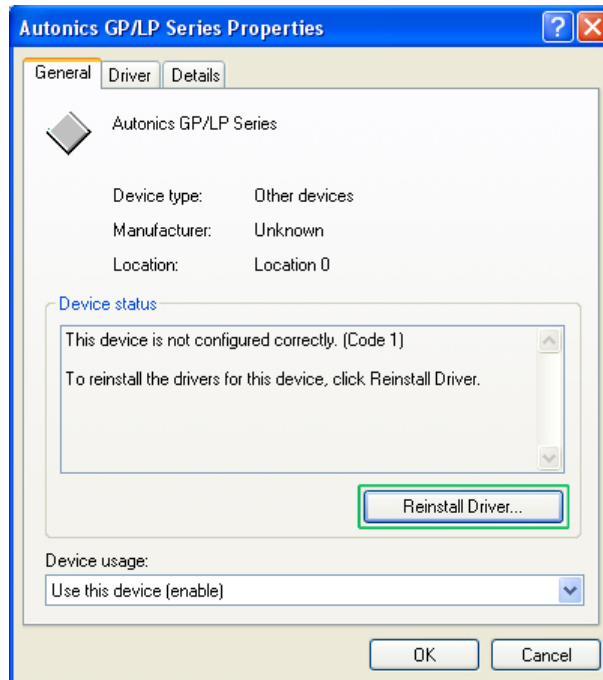 Autonics GP/LP Series Properties
General Driver Details
Autonics GP/LP Series
Device type: Other devices
Manufacturer: Unknown
Location: Location 0
Device status
This device is not configured correctly. (Code 1)
To reinstall the drivers for this device, click Reinstall Driver.
Reinstall Driver...
Device usage:
Use this device (enable)
OK Cancel